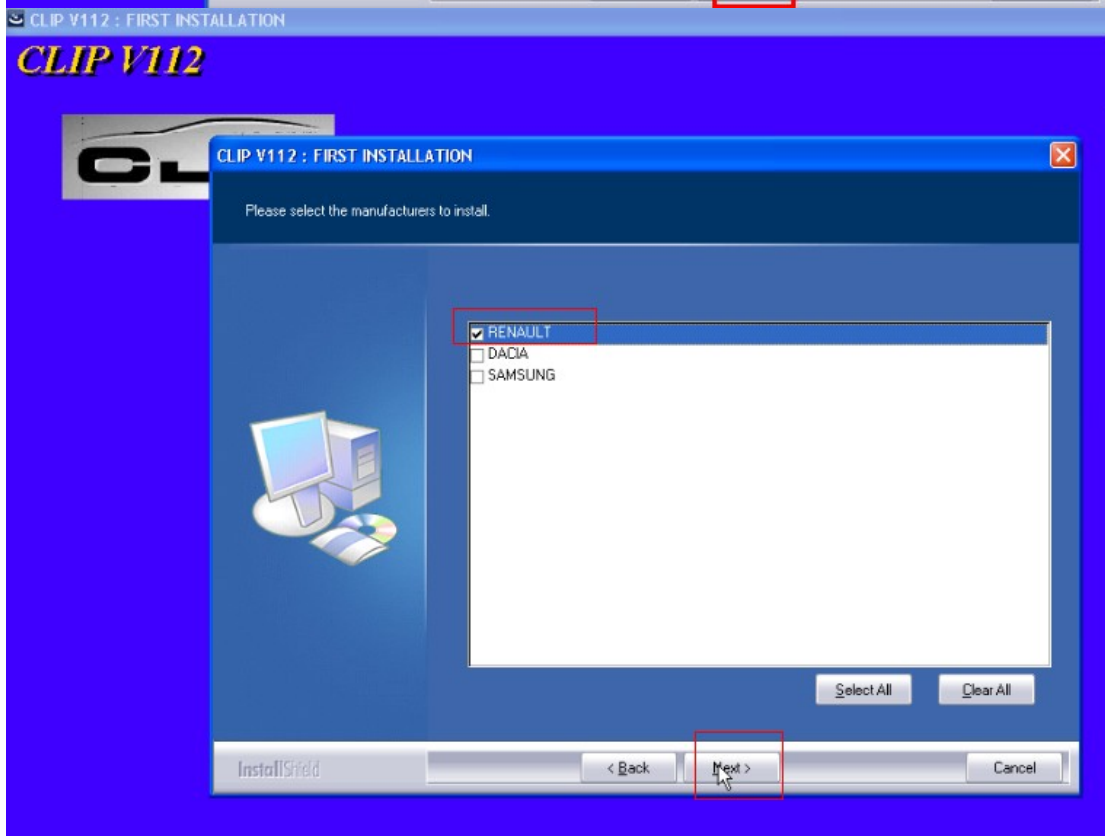 CLIP V112 : FIRST INSTALLATION
CLIP V112
CLIP V112 : FIRST INSTALLATION
Please select the manufacturers to install.
RENAULT
DACIA
SAMSUNG
Select All
Clear All
InstallShield
< Back
Next >
Cancel